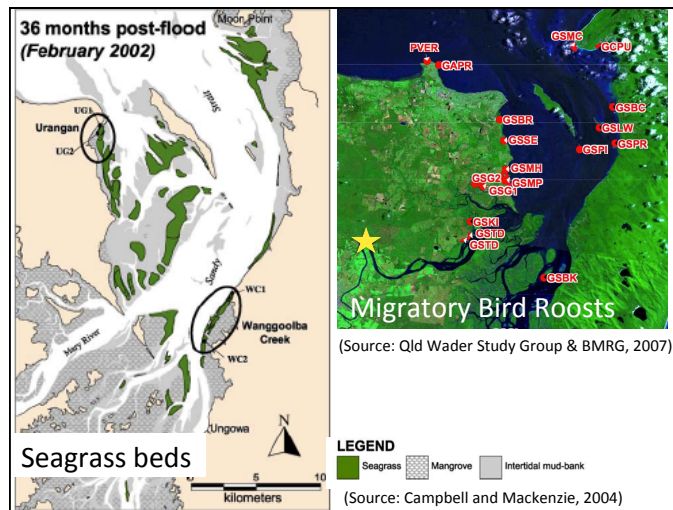 36 months post-flood
(February 2002)
Moon Point
Strait
UG1
Urangan
UG2
Sandy
WC1
Wanggoolba
Creek
WC2
Mary River
Ungowa
N
Seagrass beds
0 5 10
kilometers
PVER
GAPR
GSMC
GCPU
GSBR
GSBC
GSSE
GSLW
GSPR
GSPI
GSMH
GSG2
GSMP
GSG1
GSKI
GSTD
GSTD
GSBK
Migratory Bird Roosts
(Source: Qld Wader Study Group & BMRG, 2007)
LEGEND
Seagrass Mangrove Intertidal mud-bank
(Source: Campbell and Mackenzie, 2004)